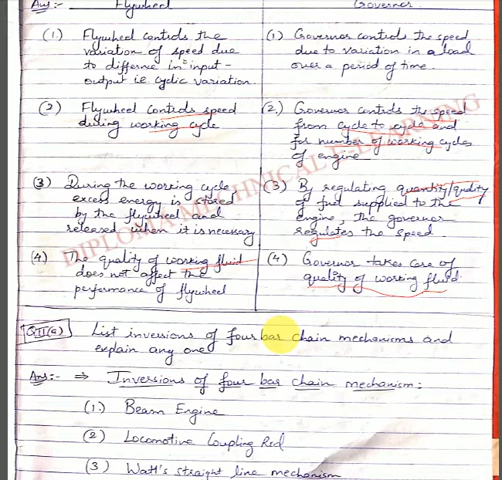 Ans:- Flywheel Governor
(1.) Flywheel controls the
variation of speed due
to differnce in input -
output i.e. cyclic variation.
(1) Governor controls the speed
due to variation in a load
over a period of time.
(2) Flywheel controls speed
during working cycle
(2.) Governor controls the speed
from cycle to cycle and
for number of working cycles
of engine
(3) During the working cycle
excess energy is stored
by the flywheel and
released when it is necessary
(3) By regulating quantity/quality
of fuel supplied to the
engine, the governor
regulates the speed.
(4) The quality of working fluid
does not affect the
performance of flywheel
(4) Governor takes care of
quality of working fluid
DIPLOMA MECHANICAL E-LEARNING
Q.II(a) List inversions of four bar chain mechanisms and
explain any one
Ans:- ⇒ Inversions of four bar chain mechanism:
(1.) Beam Engine
(2) Locomotive Coupling Rod
(3) Watt's straight line mechanism